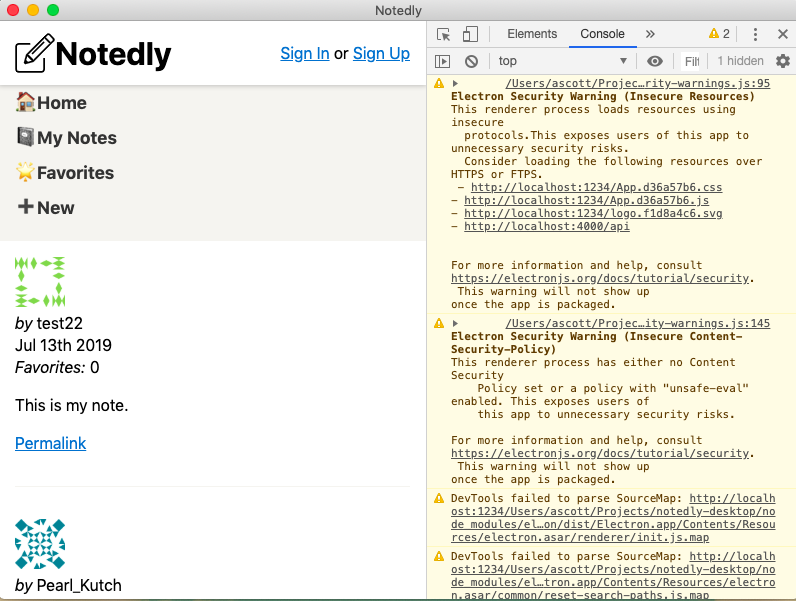 Notedly
Notedly
Sign In or Sign Up
Home
My Notes
Favorites
New
by test22
Jul 13th 2019
Favorites: 0
This is my note.
Permalink
by Pearl_Kutch
Elements Console » 2
top Filt 1 hidden
/Users/ascott/Projec…rity-warnings.js:95
Electron Security Warning (Insecure Resources)
This renderer process loads resources using
insecure
protocols.This exposes users of this app to
unnecessary security risks.
Consider loading the following resources over
HTTPS or FTPS.
– http://localhost:1234/App.d36a57b6.css
– http://localhost:1234/App.d36a57b6.js
– http://localhost:1234/logo.f1d8a4c6.svg
– http://localhost:4000/api
For more information and help, consult
https://electronjs.org/docs/tutorial/security.
This warning will not show up
once the app is packaged.
/Users/ascott/Projec…ity-warnings.js:145
Electron Security Warning (Insecure Content-
Security-Policy)
This renderer process has either no Content
Security
Policy set or a policy with "unsafe-eval"
enabled. This exposes users of
this app to unnecessary security risks.
For more information and help, consult
https://electronjs.org/docs/tutorial/security.
This warning will not show up
once the app is packaged.
DevTools failed to parse SourceMap: http://localh
ost:1234/Users/ascott/Projects/notedly-desktop/no
de_modules/el…on/dist/Electron.app/Contents/Resou
rces/electron.asar/renderer/init.js.map
DevTools failed to parse SourceMap: http://localh
ost:1234/Users/ascott/Projects/notedly-desktop/no
de_modules/el…tron.app/Contents/Resources/electro
n.asar/common/reset-search-paths.js.map